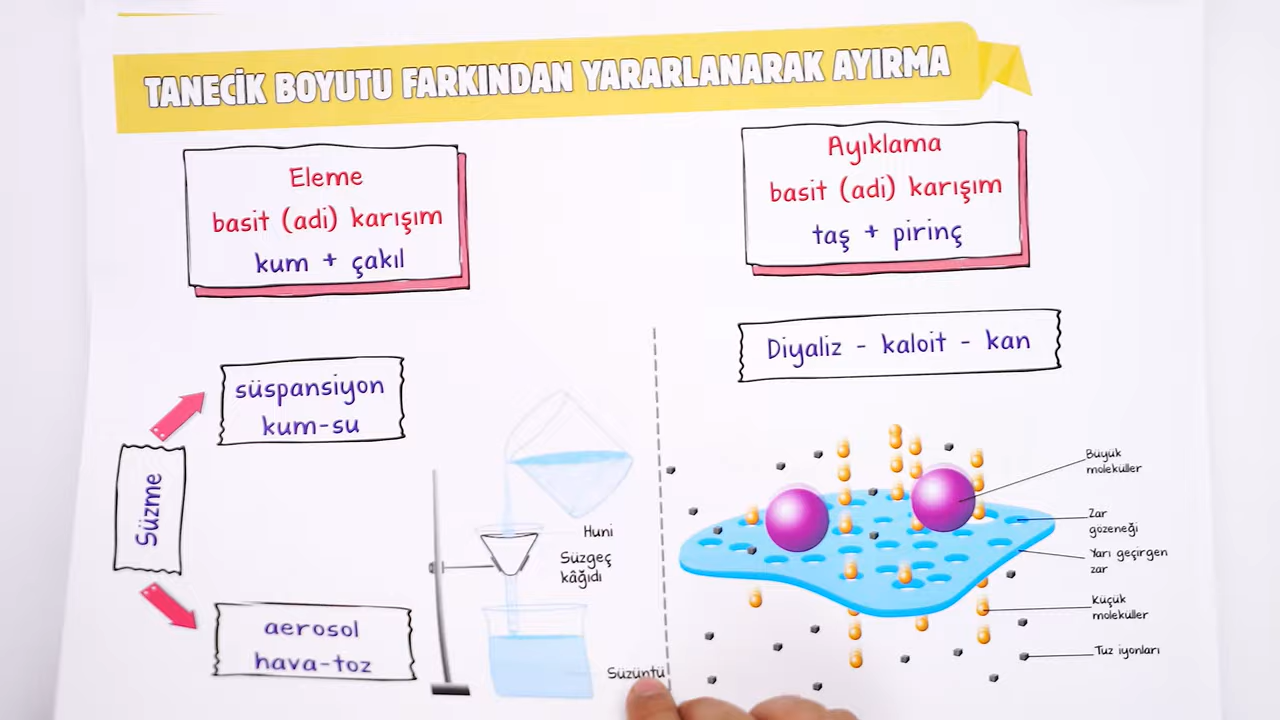 TANECİK BOYUTU FARKINDAN YARARLANARAK AYIRMA
Eleme
basit (adi) karışım
kum + çakıl
Ayıklama
basit (adi) karışım
taş + pirinç
Süzme
süspansiyon
kum-su
aerosol
hava-toz
Huni
Süzgeç
kâğıdı
Süzüntü
Diyaliz - kaloit - kan
Büyük
moleküller
Zar
gözeneği
Yarı geçirgen
zar
Küçük
moleküller
Tuz iyonları